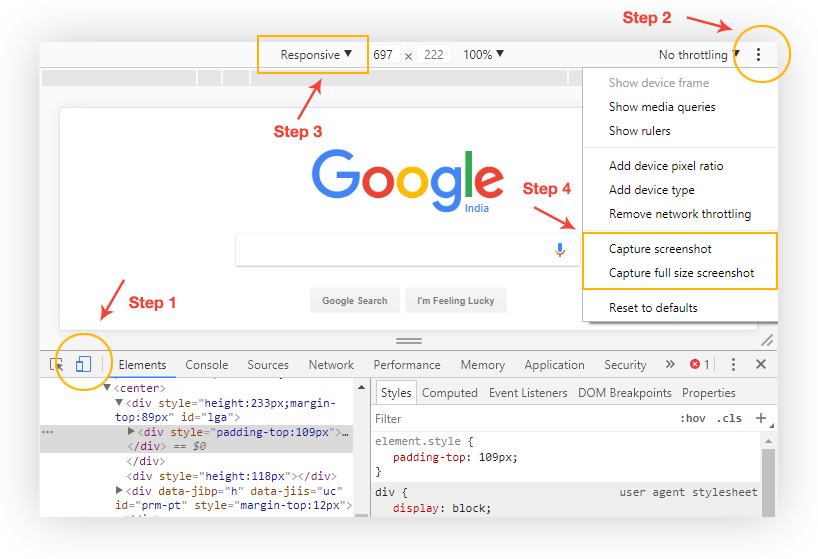 Step 2
Responsive ▼ 697 × 222 100% ▼ No throttling ▼
Step 3
Show device frame
Show media queries
Show rulers
Add device pixel ratio
Add device type
Remove network throttling
Step 4
Capture screenshot
Capture full size screenshot
Reset to defaults
Google
India
Google Search I'm Feeling Lucky
Step 1
Elements Console Sources Network Performance Memory Application Security » 1
<center>
▼<div style="height:233px;margin-
top:89px" id="lga">
… ▶<div style="padding-top:109px">…
</div> == $0
</div>
<div style="height:118px"></div>
▶<div data-jibp="h" data-jiis="uc"
id="prm-pt" style="margin-top:12px">
Styles Computed Event Listeners DOM Breakpoints Properties
Filter :hov .cls +
element.style {
padding-top: 109px;
}
div { user agent stylesheet
display: block;